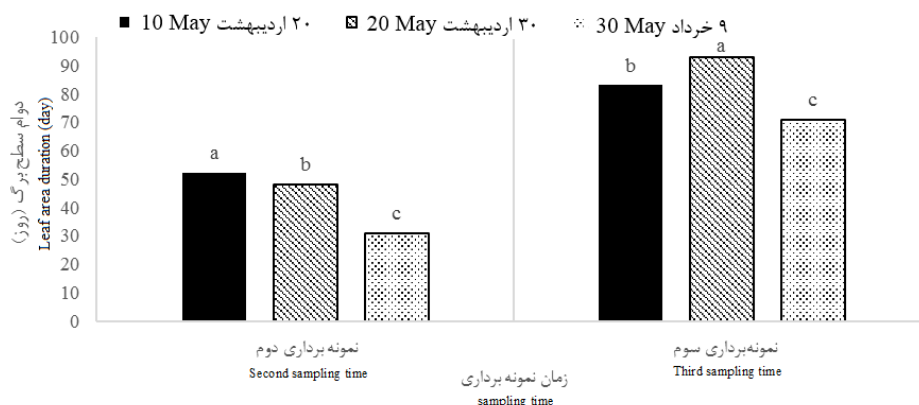 10 May ۲۰ اردیبهشت
20 May ۳۰ اردیبهشت
30 May ۹ خرداد
دوام سطح برگ (روز)
Leaf area duration (day)
100
90
80
70
60
50
40
30
20
10
0
a
b
c
b
a
c
نمونه برداری دوم
Second sampling time
نمونه‌برداری سوم
Third sampling time
زمان نمونه برداری
sampling time